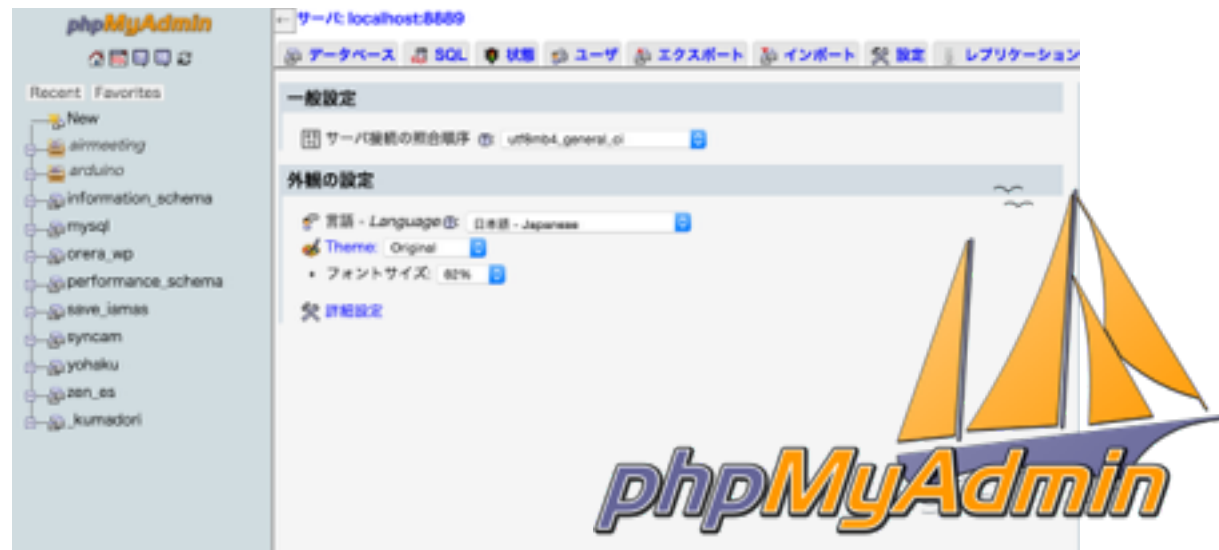 phpMyAdmin
Recent Favorites
New
airmeeting
arduino
information_schema
mysql
orera_wp
performance_schema
save_iamas
syncam
yohaku
zen_es
_kumadori
サーバ: localhost:8889
データベース SQL 状態 ユーザ エクスポート インポート 設定 レプリケーション
一般設定
サーバ接続の照合順序 utf8mb4_general_ci
外観の設定
言語 - Language 日本語 - Japanese
Theme: Original
• フォントサイズ: 82%
詳細設定
phpMyAdmin